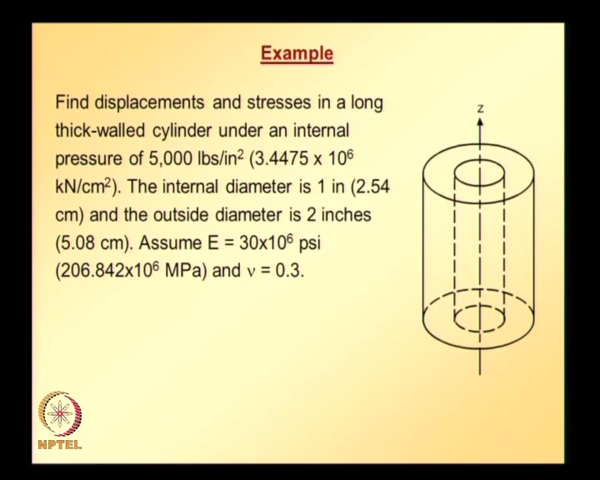 Example
Find displacements and stresses in a long
thick-walled cylinder under an internal
pressure of 5,000 lbs/in² (3.4475 x 10⁶
kN/cm²). The internal diameter is 1 in (2.54
cm) and the outside diameter is 2 inches
(5.08 cm). Assume E = 30x10⁶ psi
(206.842x10⁶ MPa) and ν = 0.3.
z
NPTEL